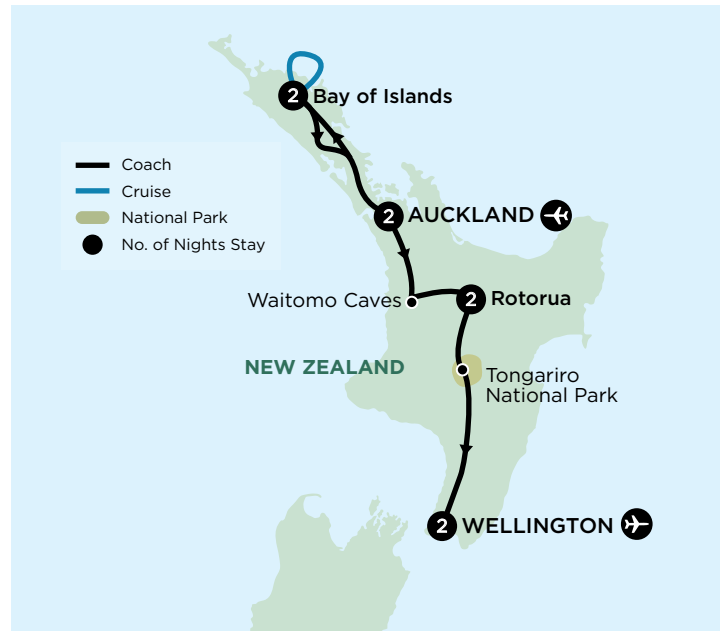 2 Bay of Islands
Coach
Cruise
National Park
No. of Nights Stay
2 AUCKLAND
Waitomo Caves
2 Rotorua
NEW ZEALAND
Tongariro
National Park
2 WELLINGTON